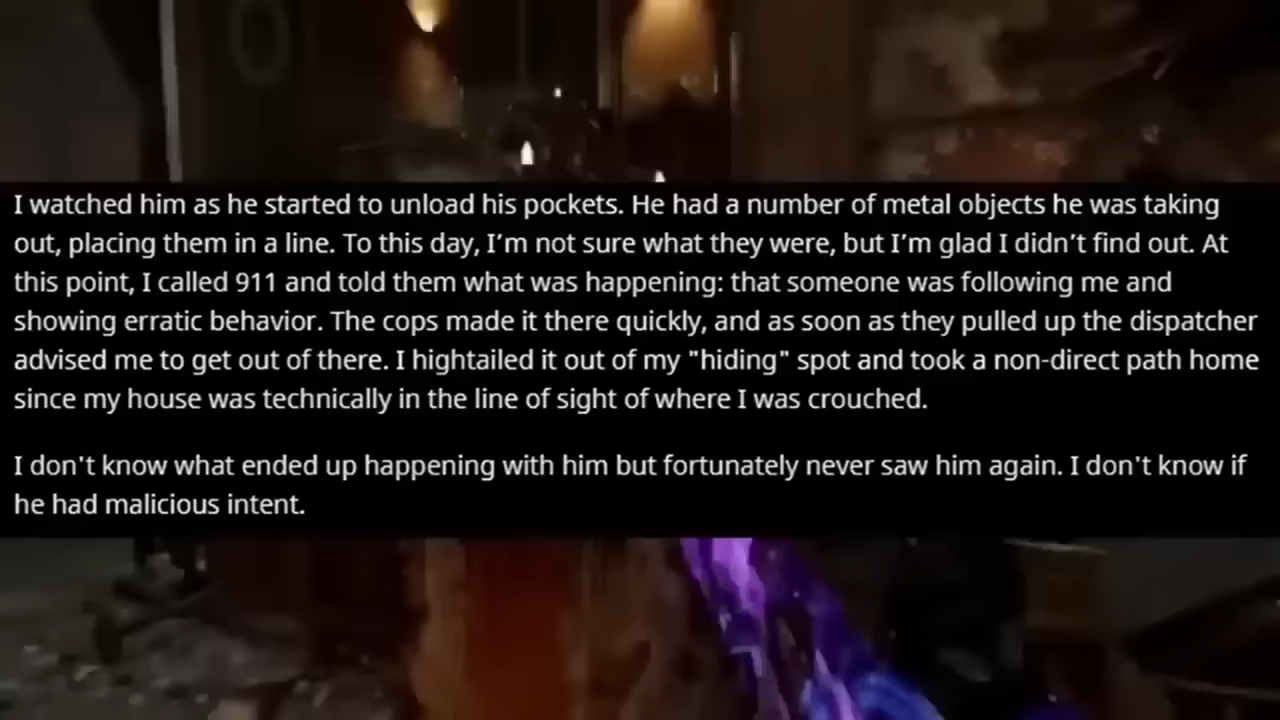 I watched him as he started to unload his pockets. He had a number of metal objects he was taking
out, placing them in a line. To this day, I’m not sure what they were, but I’m glad I didn’t find out. At
this point, I called 911 and told them what was happening: that someone was following me and
showing erratic behavior. The cops made it there quickly, and as soon as they pulled up the dispatcher
advised me to get out of there. I hightailed it out of my "hiding" spot and took a non-direct path home
since my house was technically in the line of sight of where I was crouched.
I don't know what ended up happening with him but fortunately never saw him again. I don't know if
he had malicious intent.